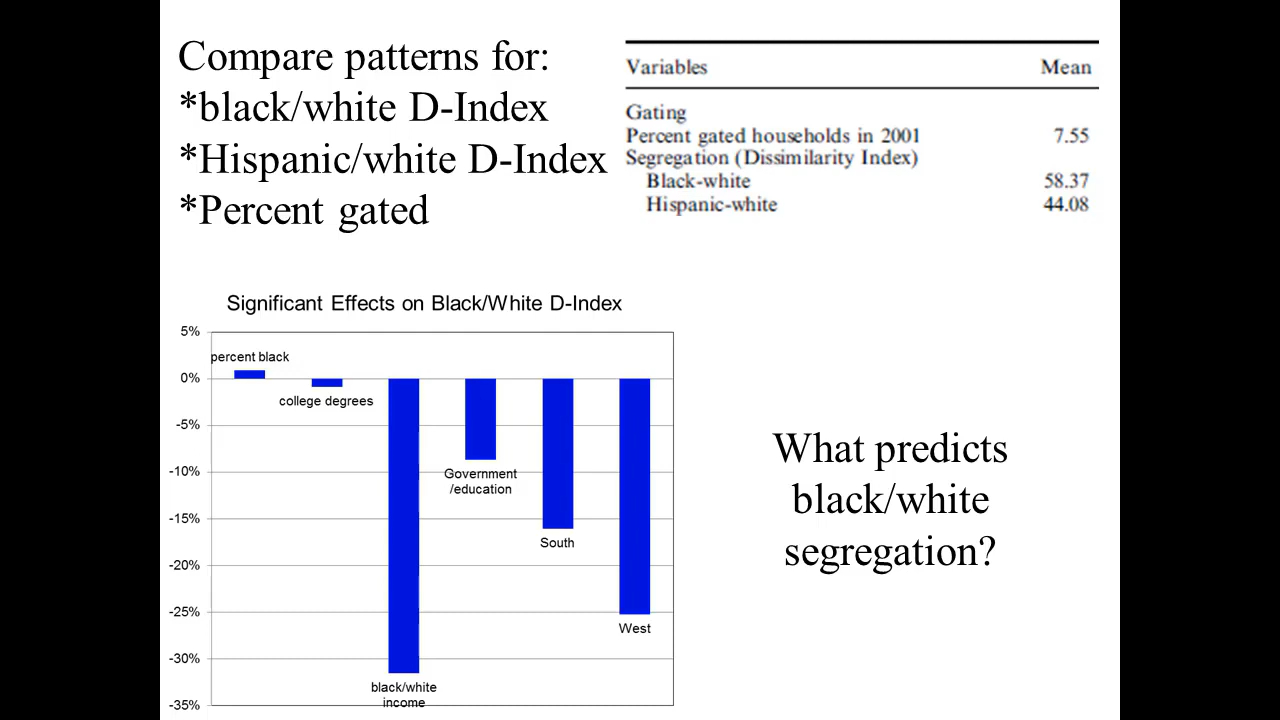 Compare patterns for:
*black/white D-Index
*Hispanic/white D-Index
*Percent gated
Variables Mean
Gating
Percent gated households in 2001 7.55
Segregation (Dissimilarity Index)
Black-white 58.37
Hispanic-white 44.08
Significant Effects on Black/White D-Index
5%
percent black
0%
college degrees
-5%
-10%
Government
/education
-15%
South
-20%
-25%
West
-30%
black/white
income
-35%
What predicts
black/white
segregation?